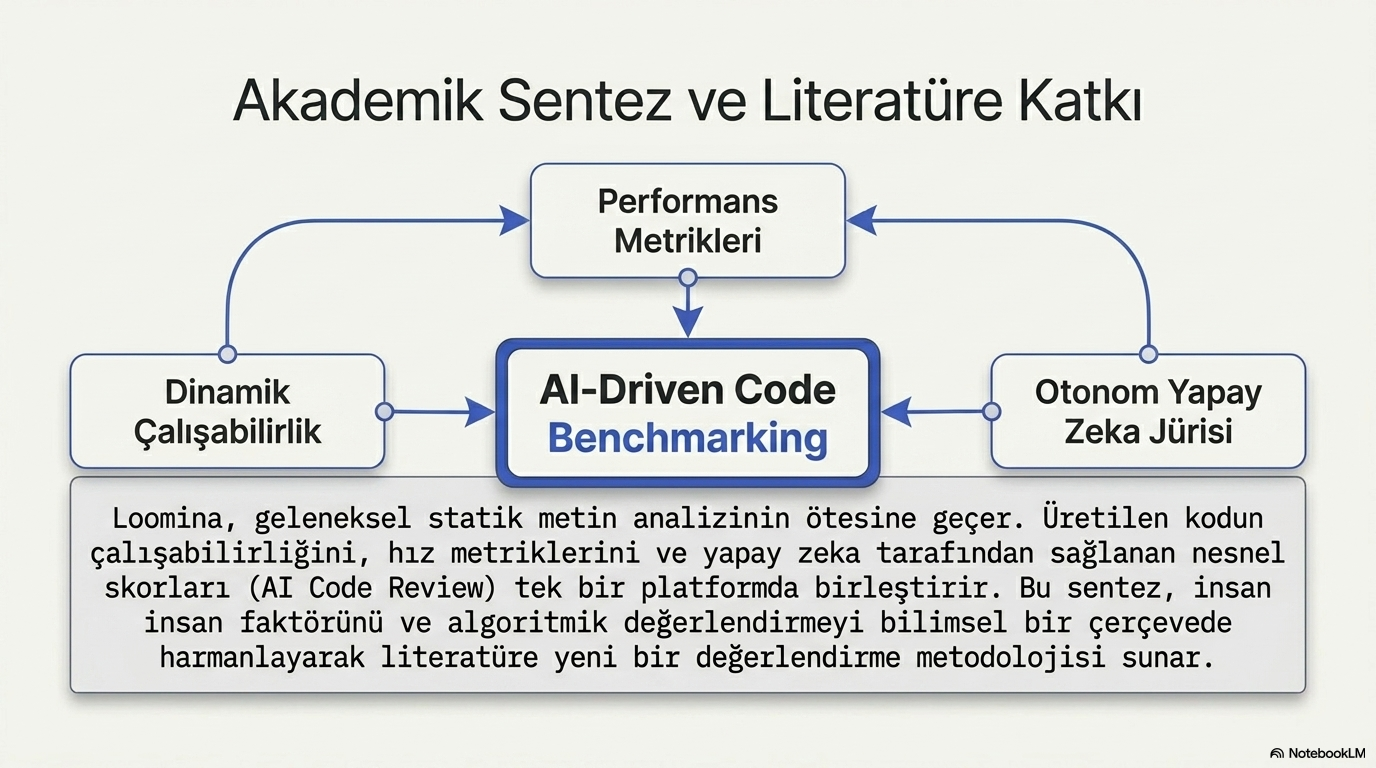 Akademik Sentez ve Literatüre Katkı
Performans
Metrikleri
Dinamik
Çalışabilirlik
AI-Driven Code
Benchmarking
Otonom Yapay
Zeka Jürisi
Loomina, geleneksel statik metin analizinin ötesine geçer. Üretilen kodun
çalışabilirliğini, hız metriklerini ve yapay zeka tarafından sağlanan nesnel
skorları (AI Code Review) tek bir platformda birleştirir. Bu sentez, insan
insan faktörünü ve algoritmik değerlendirmeyi bilimsel bir çerçevede
harmanlayarak literatüre yeni bir değerlendirme metodolojisi sunar.
NotebookLM